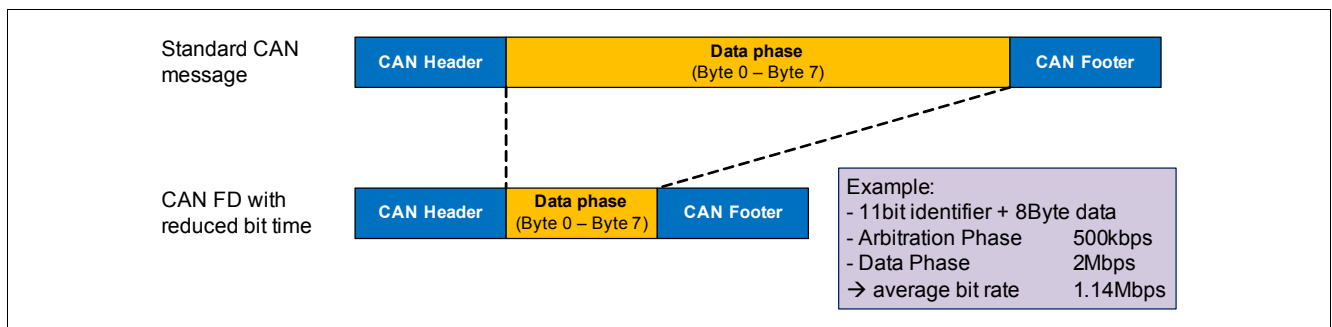 Standard CAN
message
CAN Header
Data phase
(Byte 0 – Byte 7)
CAN Footer
CAN FD with
reduced bit time
CAN Header
Data phase
(Byte 0 – Byte 7)
CAN Footer
Example:
- 11bit identifier + 8Byte data
- Arbitration Phase 500kbps
- Data Phase 2Mbps
→ average bit rate 1.14Mbps